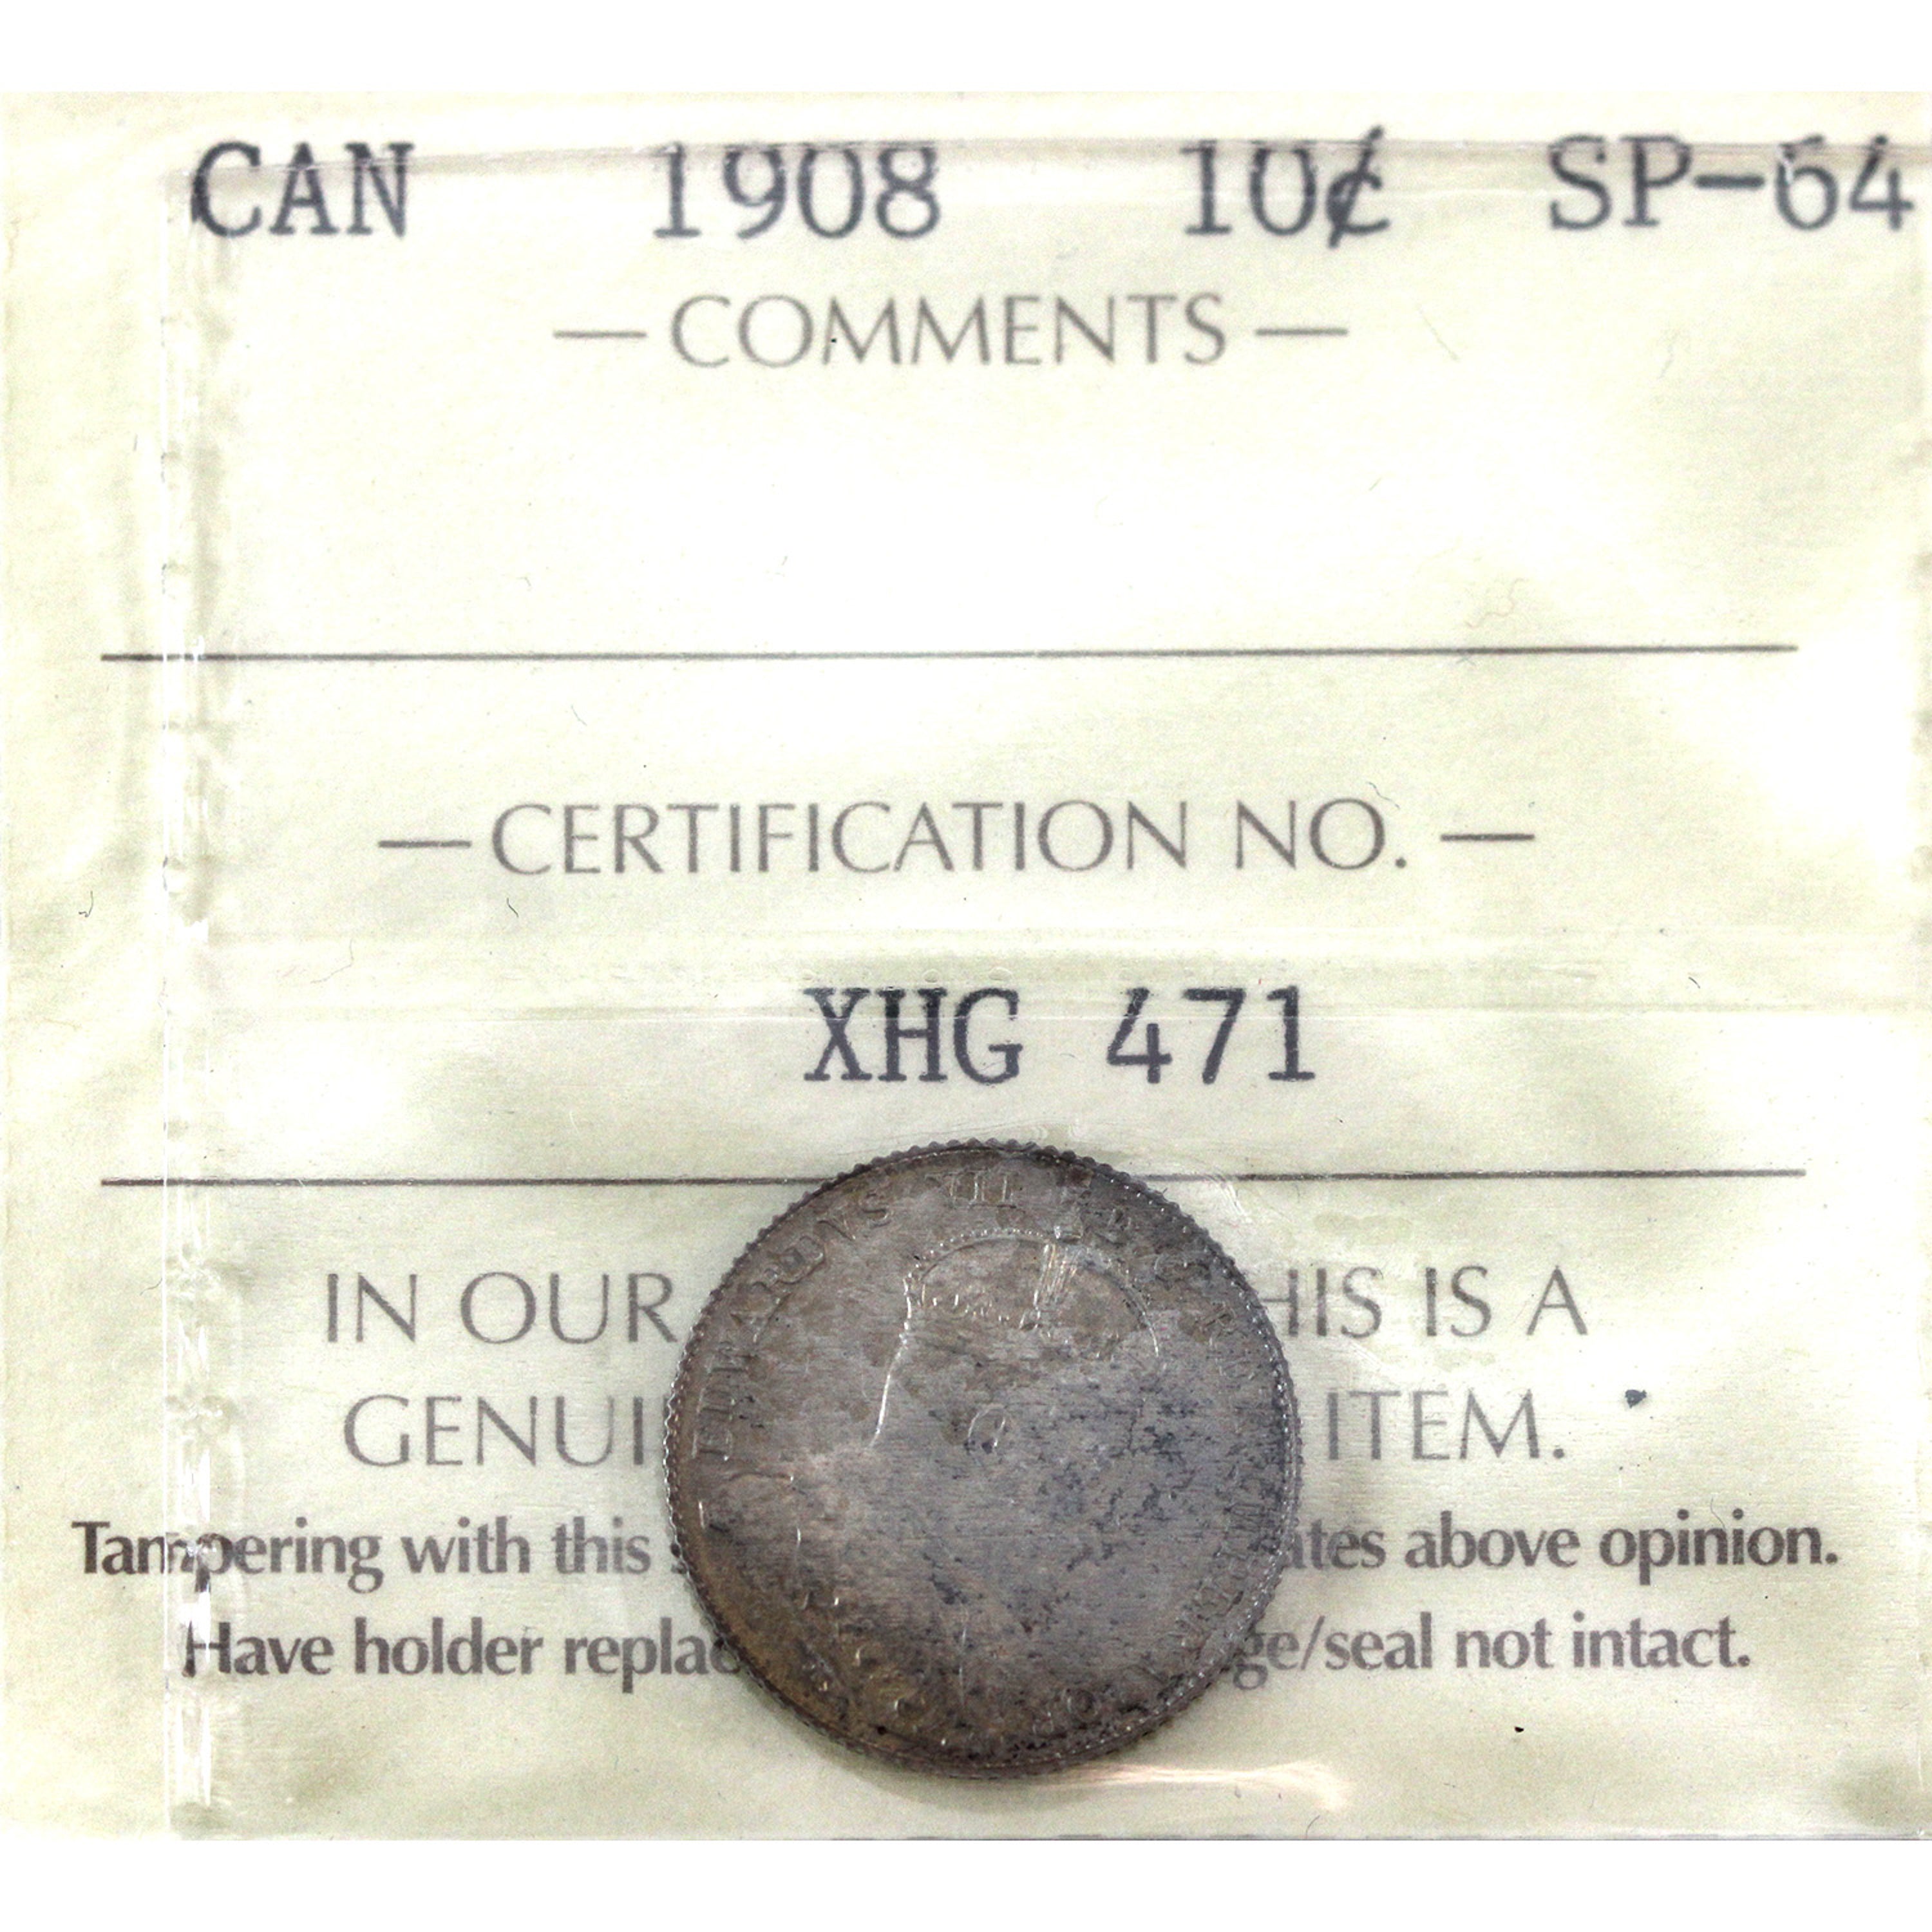 CAN 1908 10¢ SP-64
— COMMENTS —
— CERTIFICATION NO. —
XHG 471
IN OUR HIS IS A
GENUI ITEM.
Tampering with this ates above opinion.
Have holder replac ge/seal not intact.